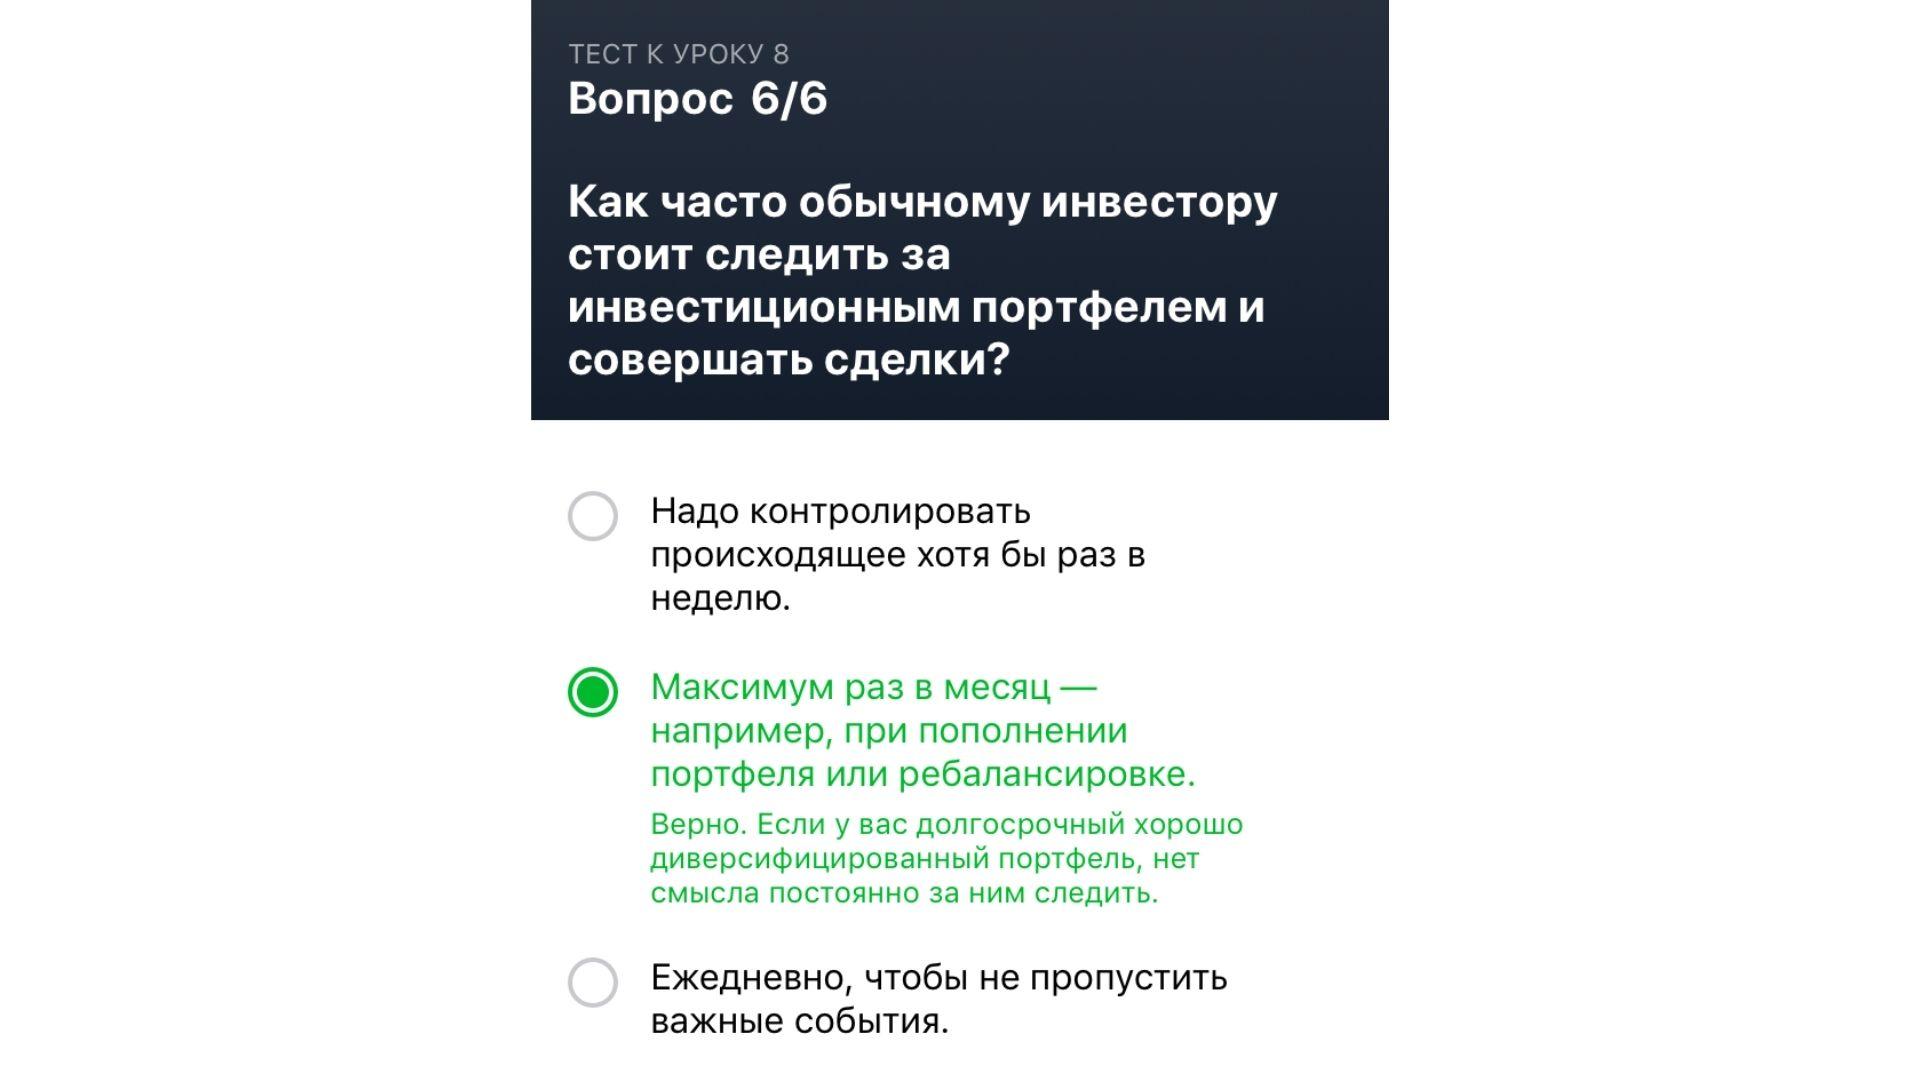 ТЕСТ К УРОКУ 8
Вопрос 6/6
Как часто обычному инвестору
стоит следить за
инвестиционным портфелем и
совершать сделки?
Надо контролировать
происходящее хотя бы раз в
неделю.
Максимум раз в месяц —
например, при пополнении
портфеля или ребалансировке.
Верно. Если у вас долгосрочный хорошо
диверсифицированный портфель, нет
смысла постоянно за ним следить.
Ежедневно, чтобы не пропустить
важные события.